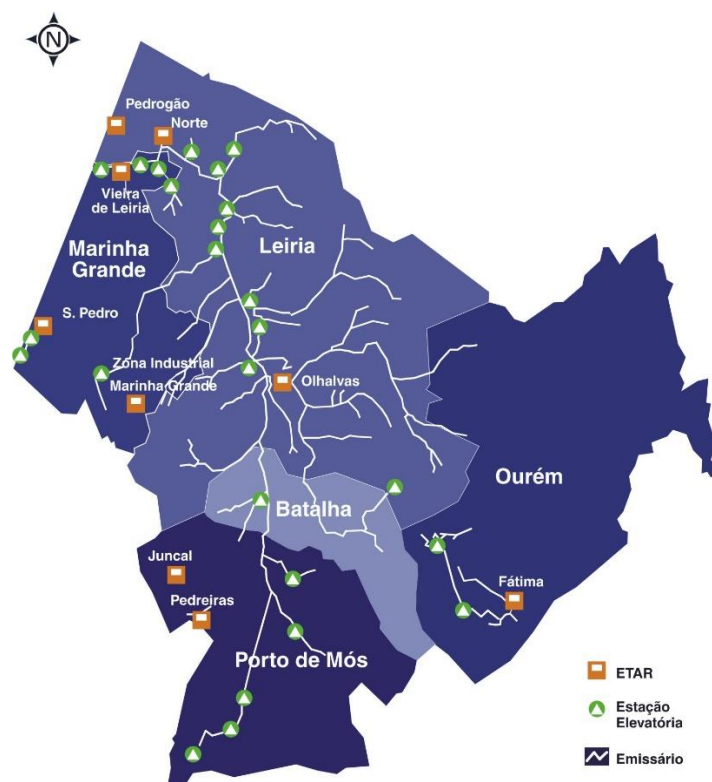 N
Pedrogão
Norte
Vieira
de Leiria
Marinha
Grande
Leiria
S. Pedro
Zona Industrial
Marinha Grande
Olhalvas
Ourém
Batalha
Juncal
Fátima
Pedreiras
Porto de Mós
ETAR
Estação
Elevatória
Emissário